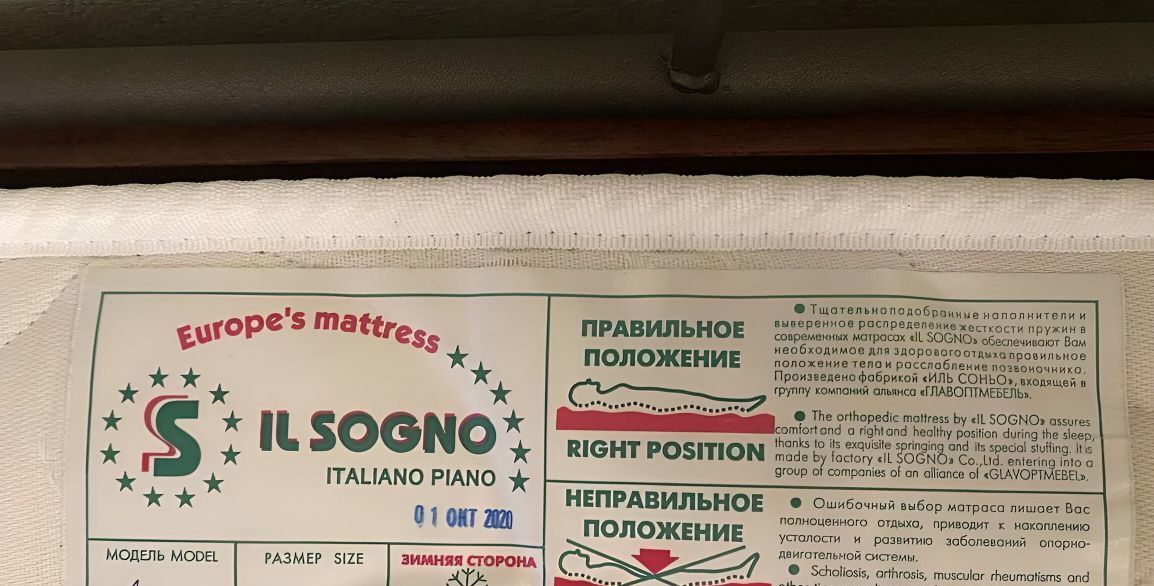 Europe's mattress
S
IL SOGNO
ITALIANO PIANO
01 ОКТ 2020
МОДЕЛЬ MODEL
РАЗМЕР SIZE
ЗИМНЯЯ СТОРОНА
ПРАВИЛЬНОЕ
ПОЛОЖЕНИЕ
RIGHT POSITION
● Тщательно подобранные наполнители и
выверенное распределение жесткости пружин в
современных матрасах «IL SOGNO» обеспечивают Вам
необходимое для здорового отдыха правильное
положение тела и расслабление позвоночника.
Произведено фабрикой «ИЛЬ СОНЬО», входящей в
группу компаний альянса «ГЛАВОПТМЕБЕЛЬ».
● The orthopedic mattress by «IL SOGNO» assures
comfort and a right and healthy position during the sleep,
thanks to its exquisite springing and its special stuffing. It is
made by factory «IL SOGNO» Co.,Ltd. entering into a
group of companies of an alliance of «GLAVOPTMEBEL».
НЕПРАВИЛЬНОЕ
ПОЛОЖЕНИЕ
● Ошибочный выбор матраса лишает Вас
полноценного отдыха, приводит к накоплению
усталости и развитию заболеваний опорно-
двигательной системы.
● Scholiosis, arthrosis, muscular rheumatisms and